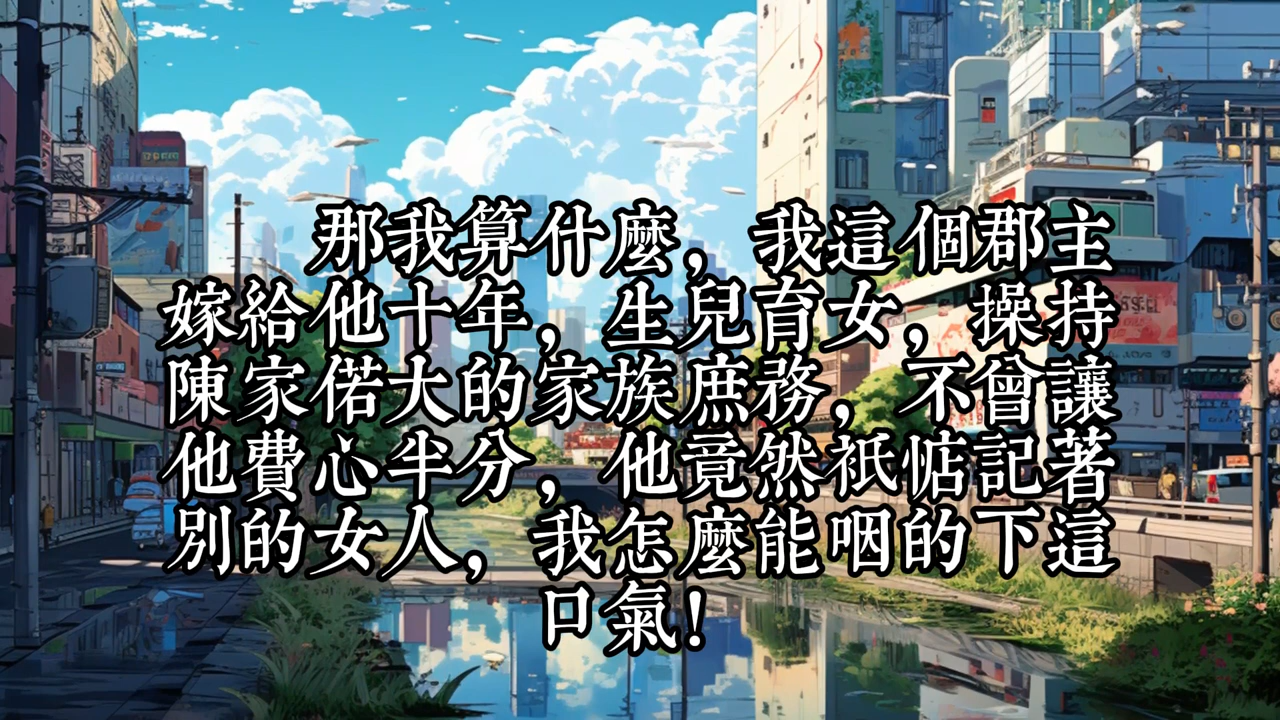 那我算什麼，我這個郡主
嫁給他十年，生兒育女，操持
陳家偌大的家族庶務，不曾讓
他費心半分，他竟然衹惦記著
別的女人，我怎麼能咽的下這
口氣！